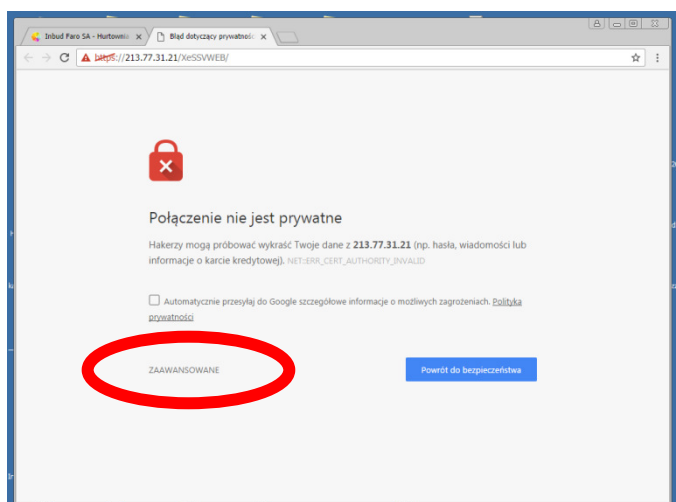 Inbud Faro SA - Hurtownia
Błąd dotyczący prywatnośc
https://213.77.31.21/XeSSVWEB/
Połączenie nie jest prywatne
Hakerzy mogą próbować wykraść Twoje dane z 213.77.31.21 (np. hasła, wiadomości lub
informacje o karcie kredytowej). NET::ERR_CERT_AUTHORITY_INVALID
Automatycznie przesyłaj do Google szczegółowe informacje o możliwych zagrożeniach. Polityka
prywatności
ZAAWANSOWANE
Powrót do bezpieczeństwa